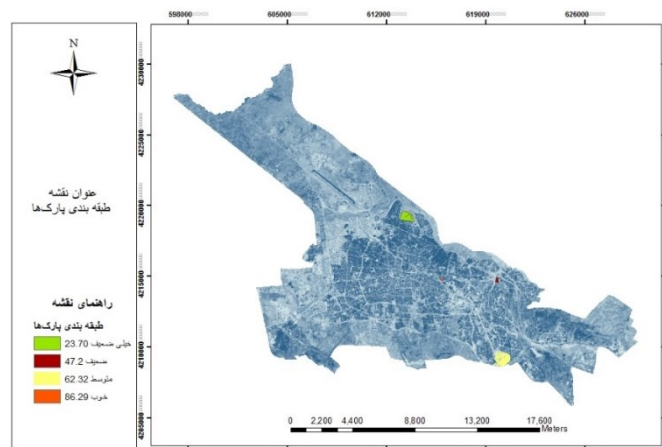 598000 605000 612000 619000 626000
N
4230000
4225000
4220000
4215000
4210000
4205000
عنوان نقشه
طبقه بندی پارک‌ها
راهنمای نقشه
طبقه بندی پارک‌ها
خیلی ضعیف 23.70
ضعیف 47.2
متوسط 62.32
خوب 86.29
0 2,200 4,400 8,800 13,200 17,600
Meters